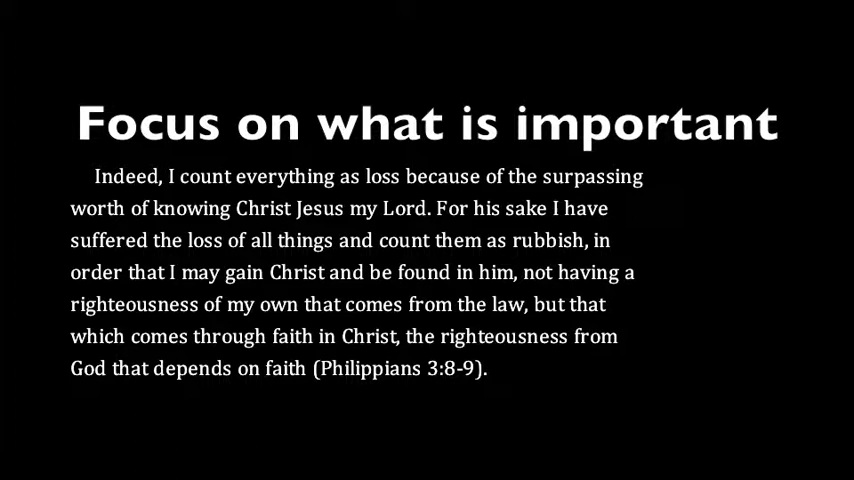 Focus on what is important
Indeed, I count everything as loss because of the surpassing
worth of knowing Christ Jesus my Lord. For his sake I have
suffered the loss of all things and count them as rubbish, in
order that I may gain Christ and be found in him, not having a
righteousness of my own that comes from the law, but that
which comes through faith in Christ, the righteousness from
God that depends on faith (Philippians 3:8-9).